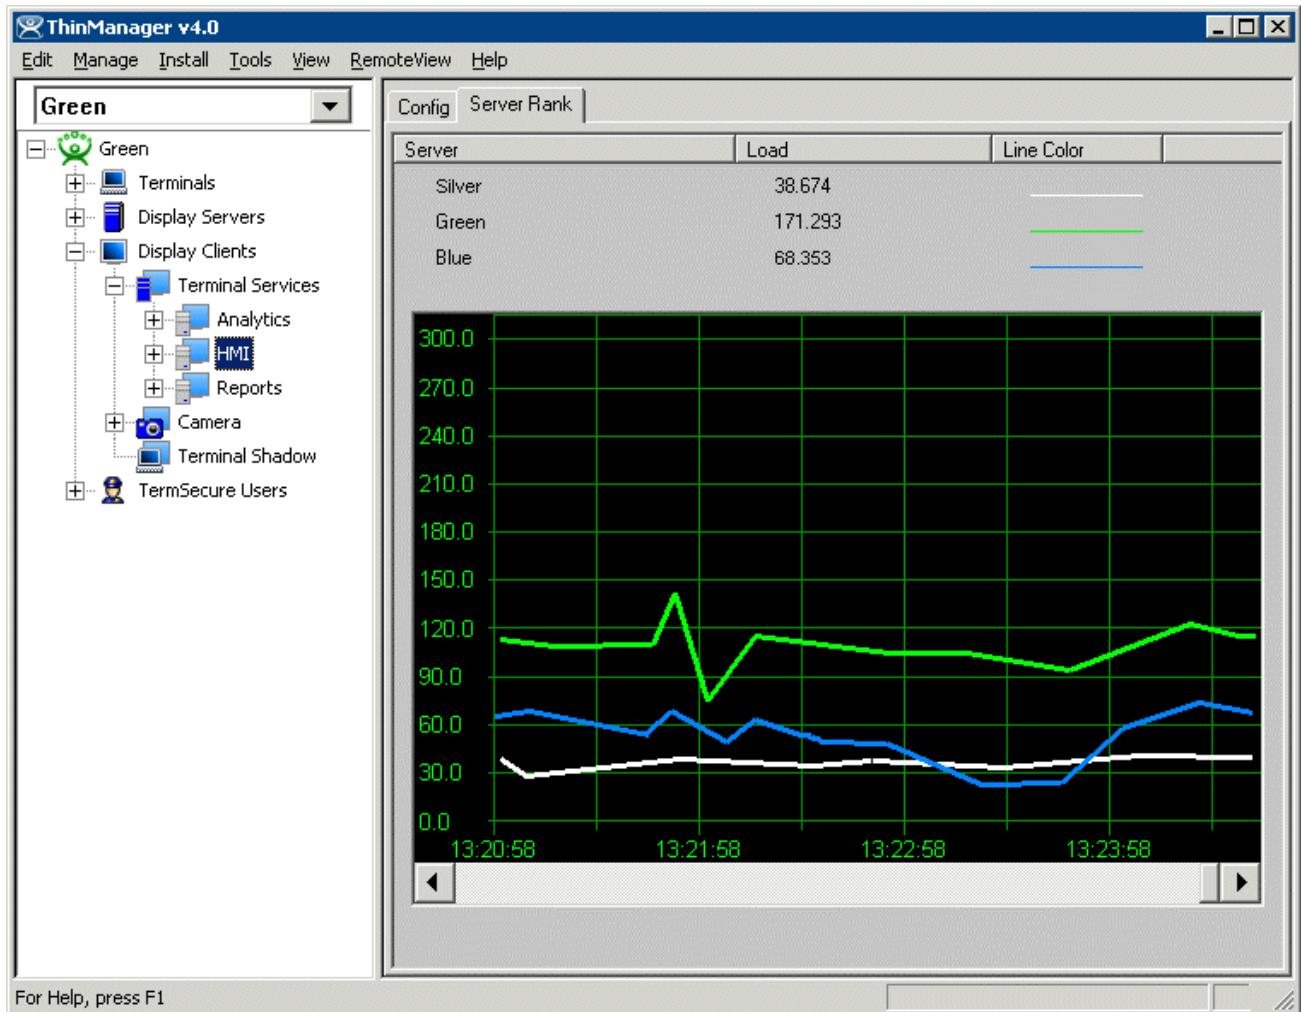 ThinManager v4.0
Edit Manage Install Tools View RemoteView Help
Green
Green
Terminals
Display Servers
Display Clients
Terminal Services
Analytics
HMI
Reports
Camera
Terminal Shadow
TermSecure Users
Config Server Rank
Server Load Line Color
Silver 38.674
Green 171.293
Blue 68.353
300.0
270.0
240.0
210.0
180.0
150.0
120.0
90.0
60.0
30.0
0.0
13:20:58 13:21:58 13:22:58 13:23:58
For Help, press F1